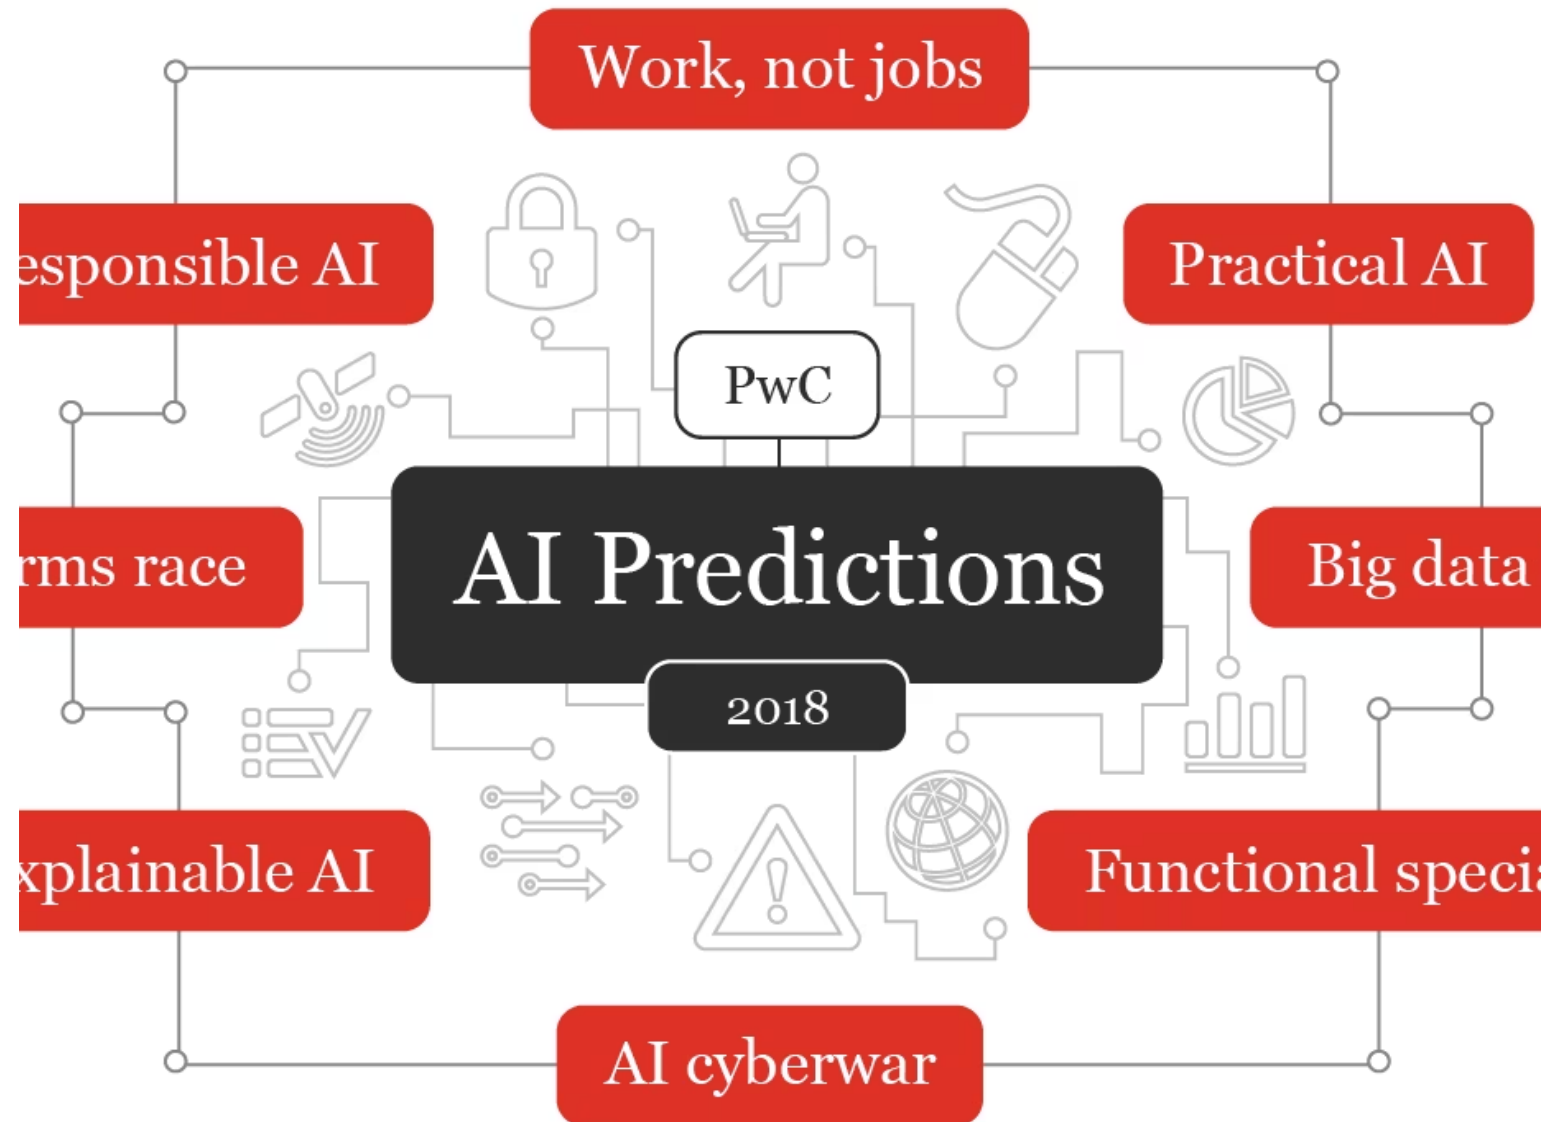 Work, not jobs
esponsible AI
Practical AI
PwC
rms race
AI Predictions
Big data
2018
xplainable AI
Functional speci
AI cyberwar